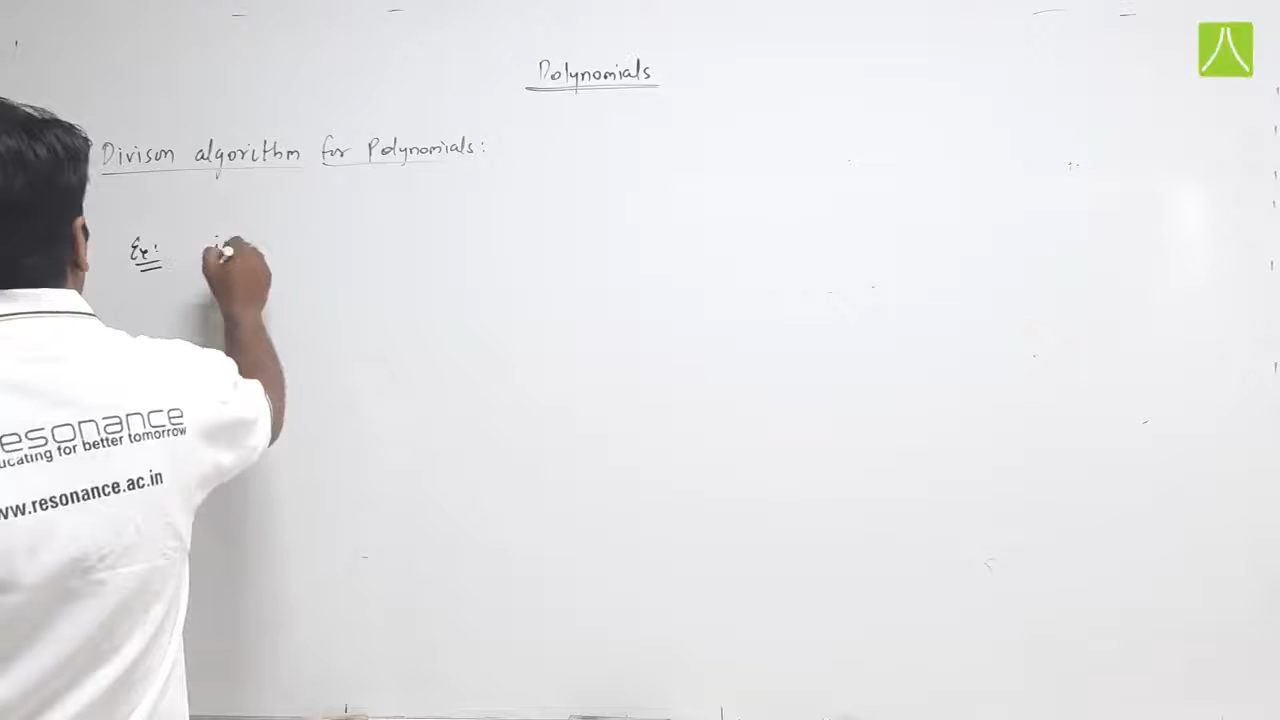 Polynomials
Divison algorithm for Polynomials:
Ex:
esonance
ucating for better tomorrow
ww.resonance.ac.in